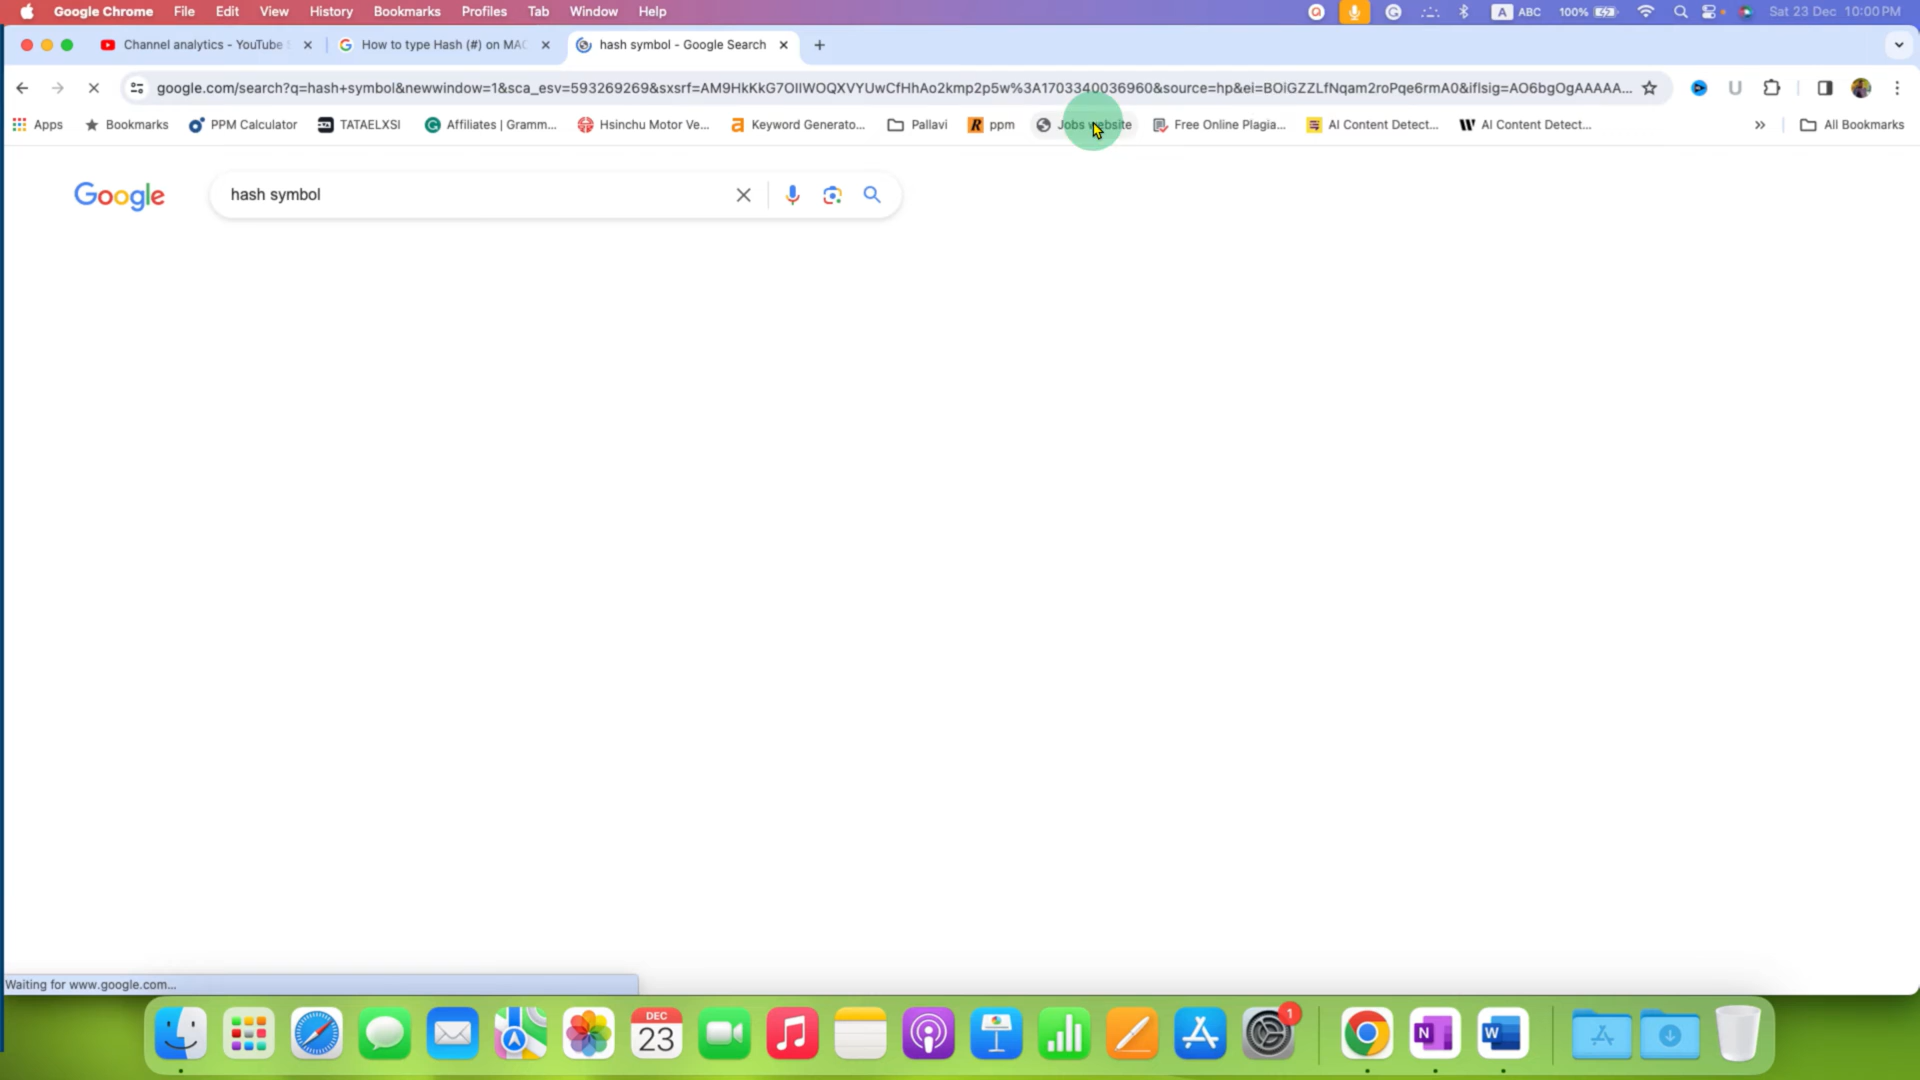 Google Chrome File Edit View History Bookmarks Profiles Tab Window Help A ABC 100% Sat 23 Dec 10:00 PM
Channel analytics - YouTube How to type Hash (#) on MAC hash symbol - Google Search
google.com/search?q=hash+symbol&newwindow=1&sca_esv=593269269&sxsrf=AM9HkKkG7OIIWOQXVYUwCfHhAo2kmp2p5w%3A1703340036960&source=hp&ei=BOiGZZLfNqam2roPqe6rmA0&iflsig=AO6bgOgAAAAA...
Apps Bookmarks PPM Calculator TATAELXSI Affiliates | Gramm... Hsinchu Motor Ve... Keyword Generato... Pallavi ppm Jobs website Free Online Plagia... AI Content Detect... AI Content Detect... All Bookmarks
Google hash symbol
Waiting for www.google.com...
DEC
23
1
N
W